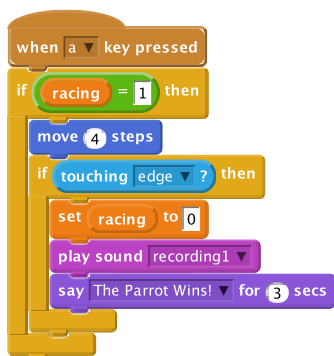 when a key pressed
if racing = 1 then
move 4 steps
if touching edge ? then
set racing to 0
play sound recording1
say The Parrot Wins! for 3 secs